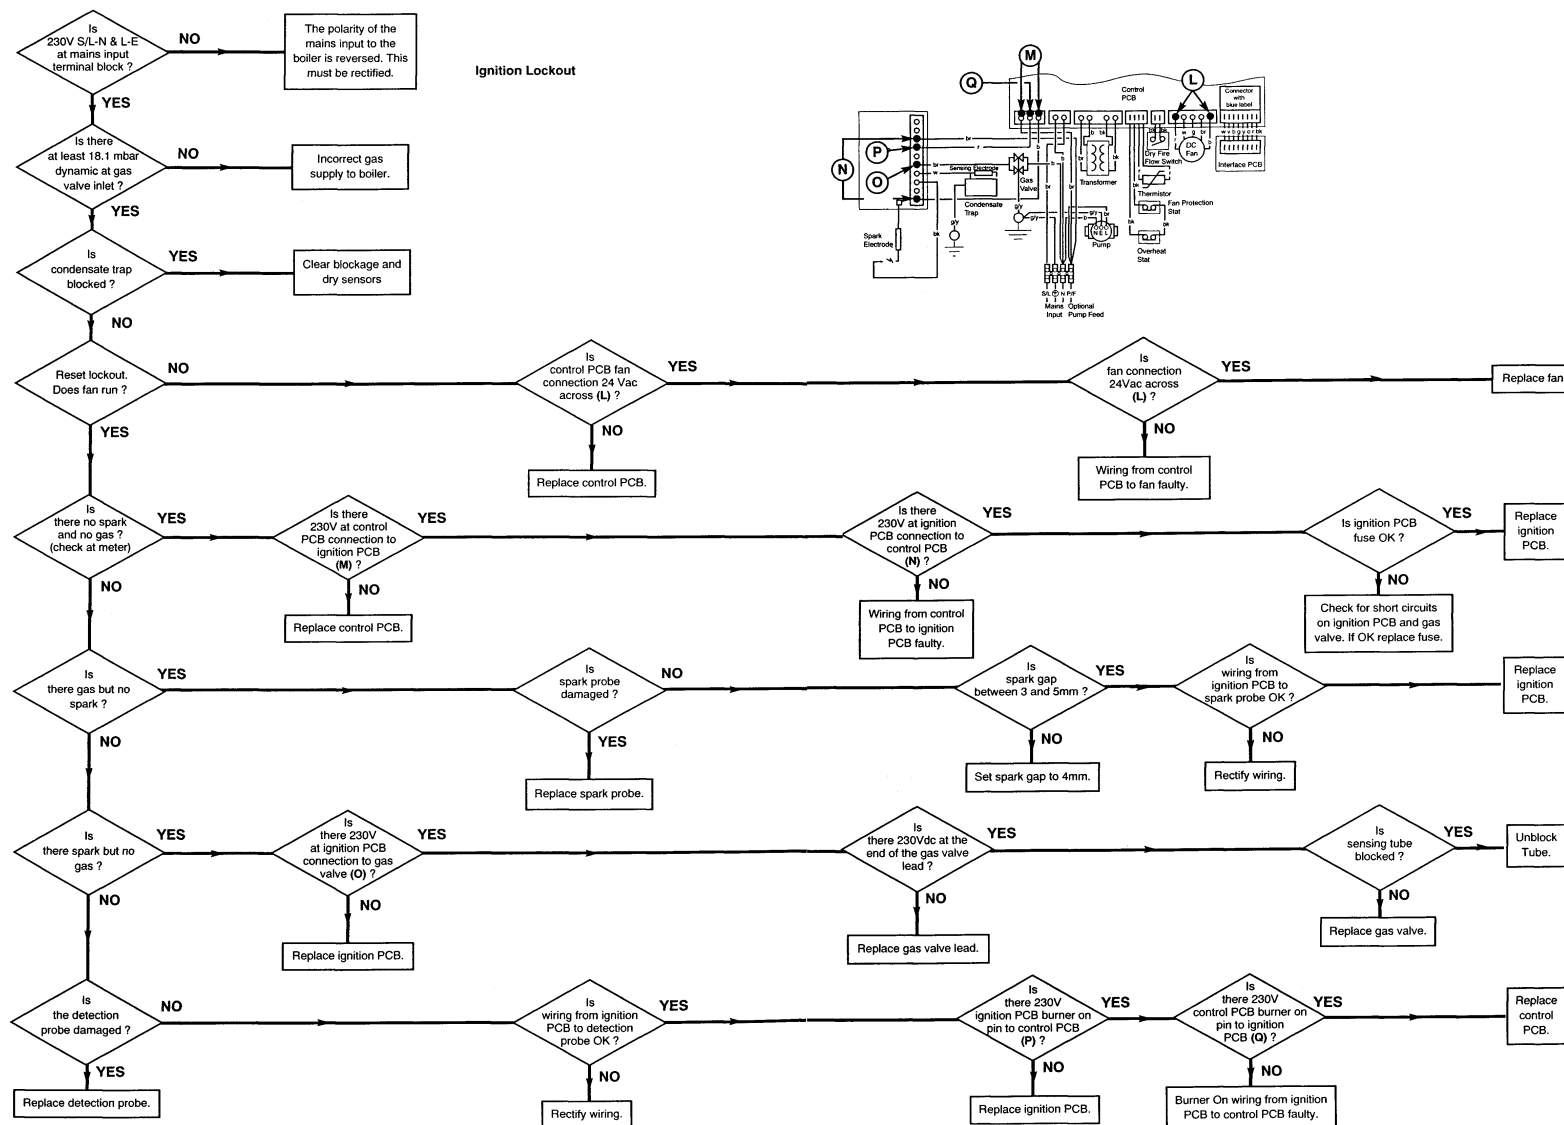 Is
230V S/L-N & L-E
at mains input
terminal block ?
NO
The polarity of the
mains input to the
boiler is reversed. This
must be rectified.
YES
Ignition Lockout
Is there
at least 18.1 mbar
dynamic at gas
valve inlet ?
NO
Incorrect gas
supply to boiler.
YES
Is
condensate trap
blocked ?
YES
Clear blockage and
dry sensors
NO
M
Q
L
Control
PCB
Connector
with
blue label
N
P
O
br
r
br
w
Sensing Electrode
Condensate
Trap
Gas
Valve
Transformer
Dry Fire
Flow Switch
DC
Fan
w v b g y o r bk
Interface PCB
Thermistor
Fan Protection
Stat
Overheat
Stat
Spark
Electrode
bk
g/y
g/y
g/y
g/y
b
br
N E L
Pump
S/L N P/F
Mains
Input
Optional
Pump Feed
Reset lockout.
Does fan run ?
NO
Is
control PCB fan
connection 24 Vac
across (L) ?
YES
Is
fan connection
24Vac across
(L) ?
YES
Replace fan
YES
NO
Replace control PCB.
NO
Wiring from control
PCB to fan faulty.
Is
there no spark
and no gas ?
(check at meter)
YES
Is there
230V at control
PCB connection to
ignition PCB
(M) ?
YES
Is there
230V at ignition
PCB connection to
control PCB
(N) ?
YES
Is ignition PCB
fuse OK ?
YES
Replace
ignition
PCB.
NO
NO
Replace control PCB.
NO
Wiring from control
PCB to ignition
PCB faulty.
NO
Check for short circuits
on ignition PCB and gas
valve. If OK replace fuse.
Is
there gas but no
spark ?
YES
Is
spark probe
damaged ?
NO
Is
spark gap
between 3 and 5mm ?
YES
Is
wiring from
ignition PCB to
spark probe OK ?
Replace
ignition
PCB.
NO
YES
Replace spark probe.
NO
Set spark gap to 4mm.
NO
Rectify wiring.
Is
there spark but no
gas ?
YES
Is
there 230V
at ignition PCB
connection to gas
valve (O) ?
YES
Is
there 230Vdc at the
end of the gas valve
lead ?
YES
Is
sensing tube
blocked ?
YES
Unblock
Tube.
NO
NO
Replace ignition PCB.
NO
Replace gas valve lead.
NO
Replace gas valve.
Is
the detection
probe damaged ?
NO
Is
wiring from ignition
PCB to detection
probe OK ?
YES
Is
there 230V
ignition PCB burner on
pin to control PCB
(P) ?
YES
Is
there 230V
control PCB burner on
pin to ignition
PCB (Q) ?
YES
Replace
control
PCB.
YES
Replace detection probe.
NO
Rectify wiring.
NO
Replace ignition PCB.
NO
Burner On wiring from ignition
PCB to control PCB faulty.